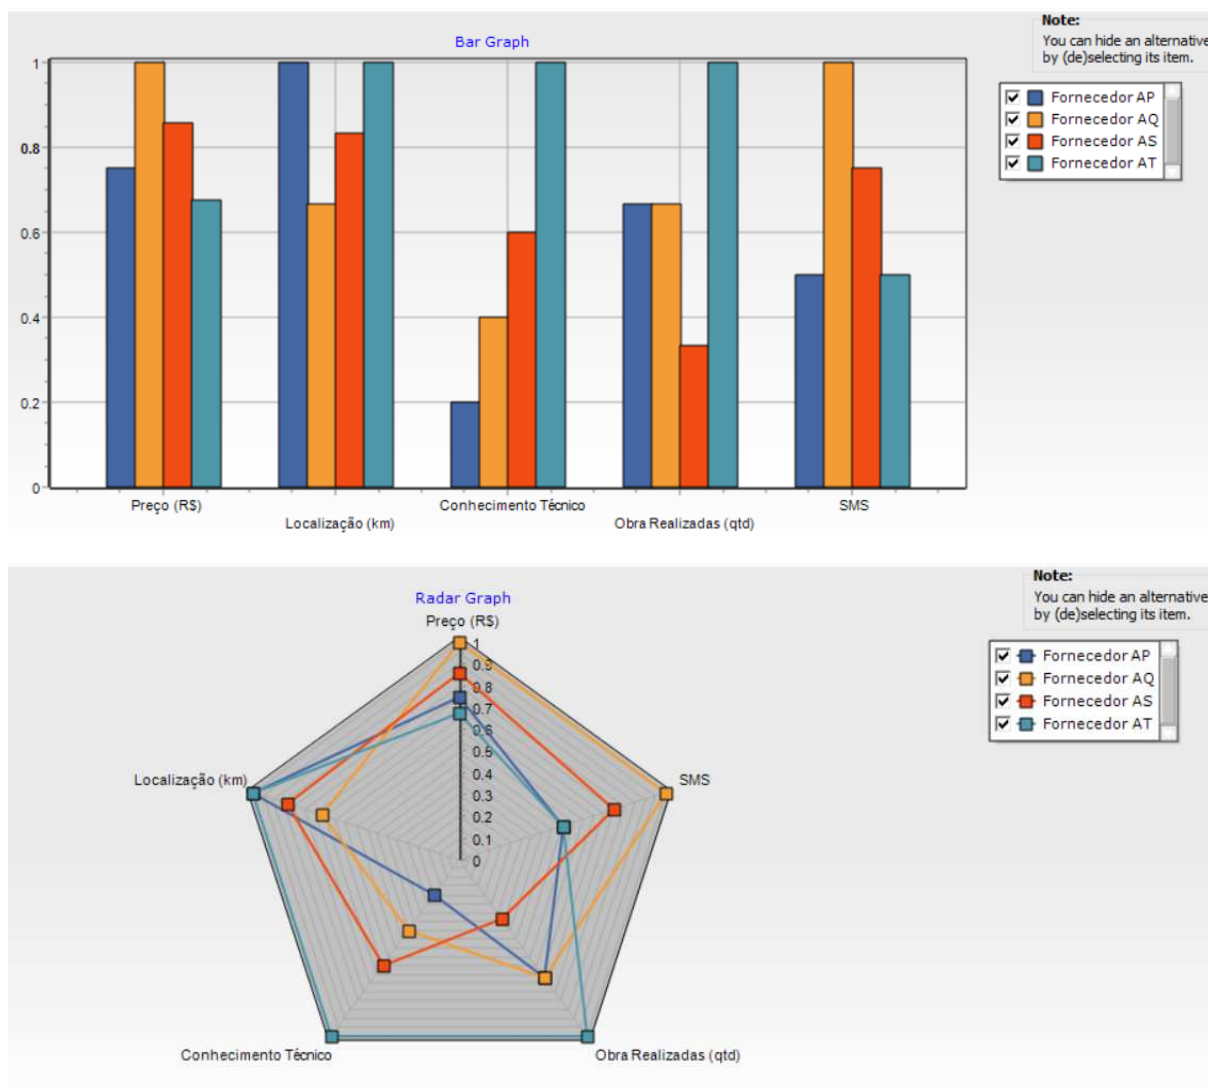 Bar Graph
Note:
You can hide an alternative
by (de)selecting its item.
Fornecedor AP
Fornecedor AQ
Fornecedor AS
Fornecedor AT
1
0.8
0.6
0.4
0.2
0
Preço (R$)
Localização (km)
Conhecimento Técnico
Obra Realizadas (qtd)
SMS
Radar Graph
Note:
You can hide an alternative
by (de)selecting its item.
Fornecedor AP
Fornecedor AQ
Fornecedor AS
Fornecedor AT
Preço (R$)
1
0.9
0.8
0.7
0.6
0.5
0.4
0.3
0.2
0.1
0
Localização (km)
SMS
Conhecimento Técnico
Obra Realizadas (qtd)